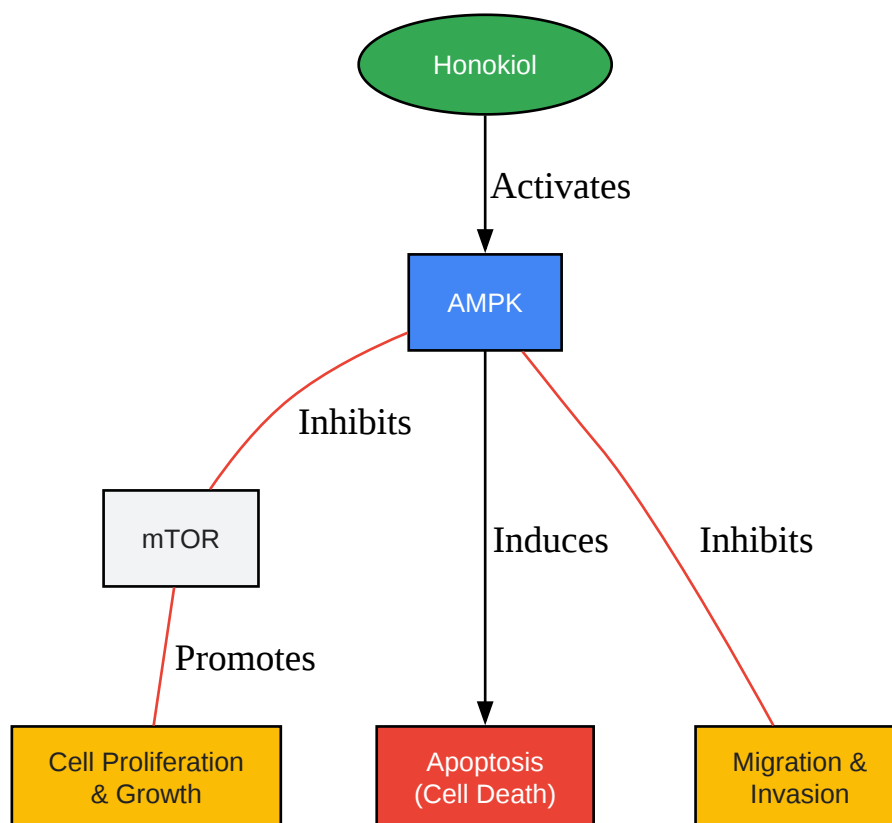 Honokiol
Activates
AMPK
Inhibits
mTOR
Induces
Inhibits
Promotes
Cell Proliferation
& Growth
Apoptosis
(Cell Death)
Migration &
Invasion